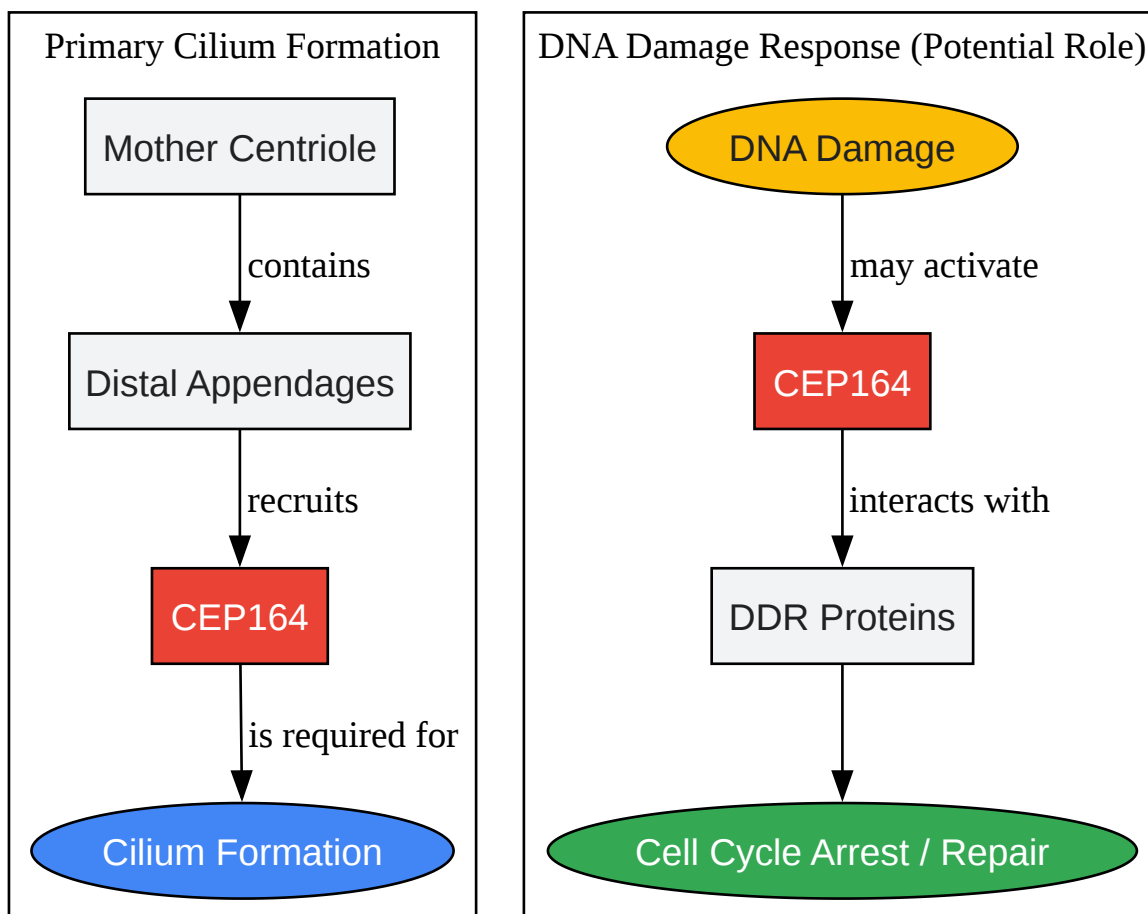 Primary Cilium Formation
Mother Centriole
contains
Distal Appendages
recruits
CEP164
is required for
Cilium Formation
DNA Damage Response (Potential Role)
DNA Damage
may activate
CEP164
interacts with
DDR Proteins
Cell Cycle Arrest / Repair